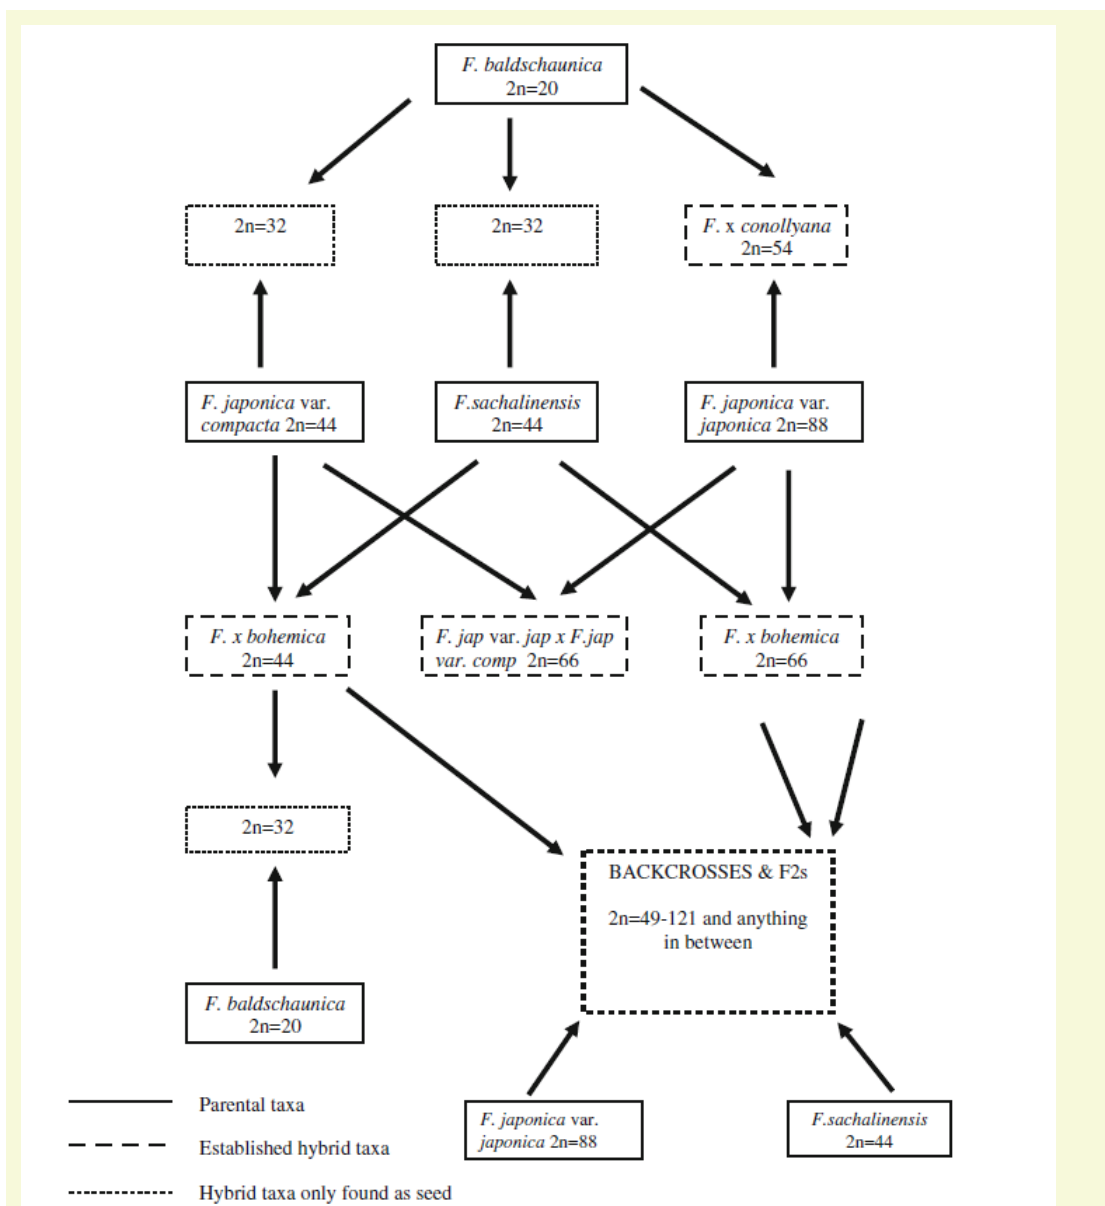 F. baldschaunica
2n=20
2n=32
2n=32
F. x conollyana
2n=54
F. japonica var.
compacta 2n=44
F.sachalinensis
2n=44
F. japonica var.
japonica 2n=88
F. x bohemica
2n=44
F. jap var. jap x F.jap
var. comp 2n=66
F. x bohemica
2n=66
2n=32
BACKCROSSES & F2s
2n=49-121 and anything
in between
F. baldschaunica
2n=20
F. japonica var.
japonica 2n=88
F.sachalinensis
2n=44
Parental taxa
Established hybrid taxa
Hybrid taxa only found as seed